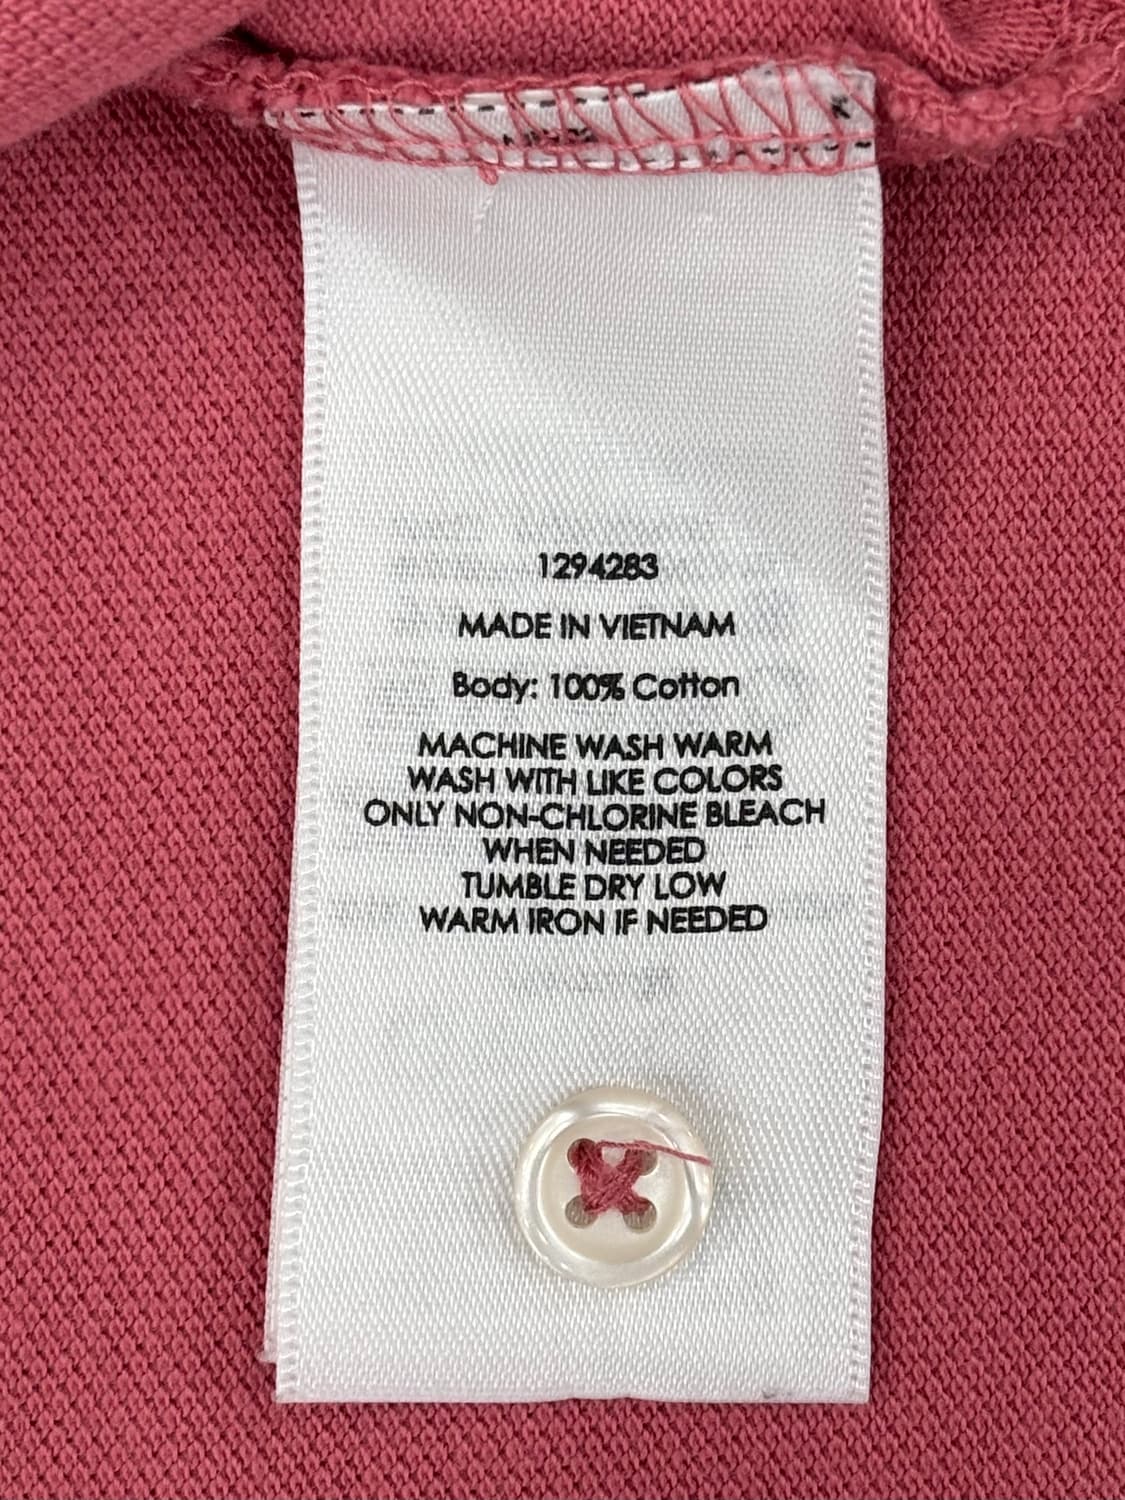 1294283
MADE IN VIETNAM
Body: 100% Cotton
MACHINE WASH WARM
WASH WITH LIKE COLORS
ONLY NON-CHLORINE BLEACH
WHEN NEEDED
TUMBLE DRY LOW
WARM IRON IF NEEDED